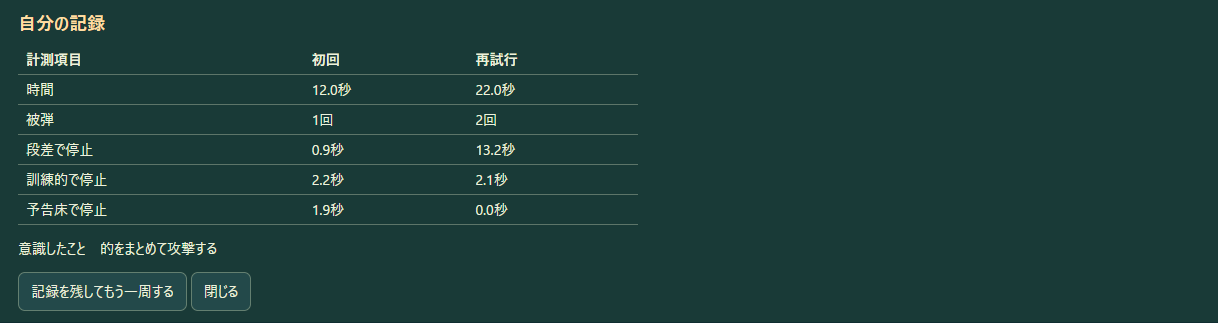 自分の記録
計測項目 初回 再試行
時間 12.0秒 22.0秒
被弾 1回 2回
段差で停止 0.9秒 13.2秒
訓練的で停止 2.2秒 2.1秒
予告床で停止 1.9秒 0.0秒
意識したこと　的をまとめて攻撃する
記録を残してもう一周する 閉じる